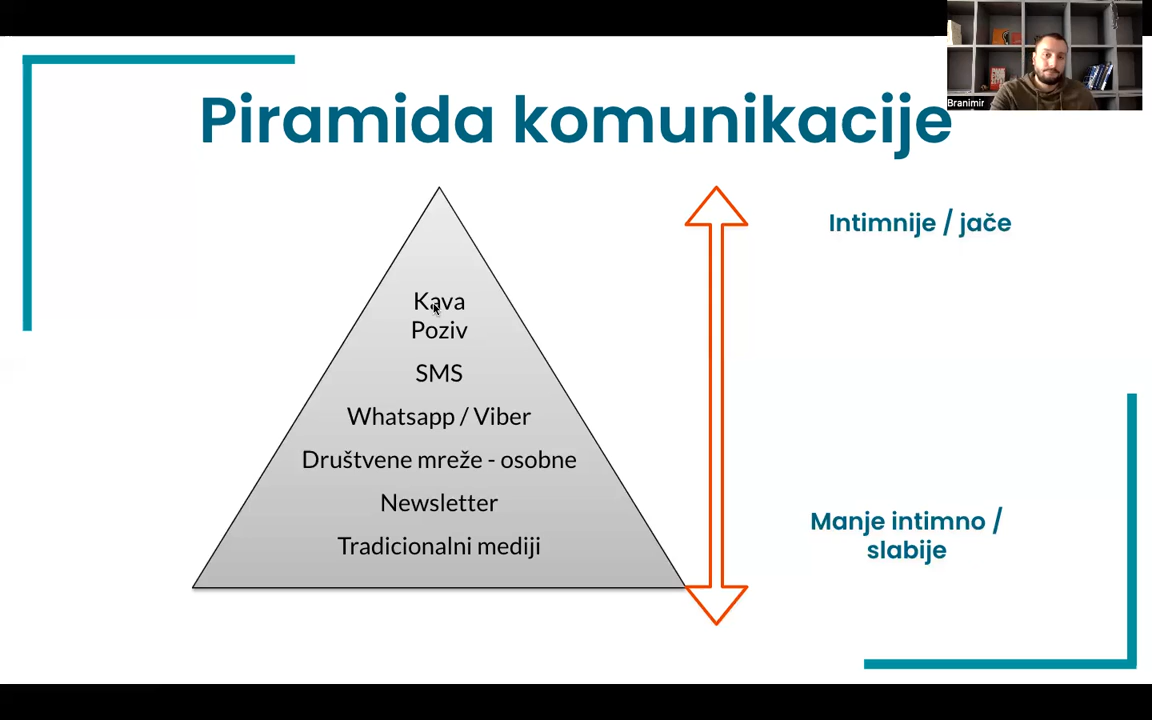 Piramida komunikacije
Branimir
Intimnije / jače
Kava
Poziv
SMS
Whatsapp / Viber
Društvene mreže - osobne
Newsletter
Tradicionalni mediji
Manje intimno /
slabije